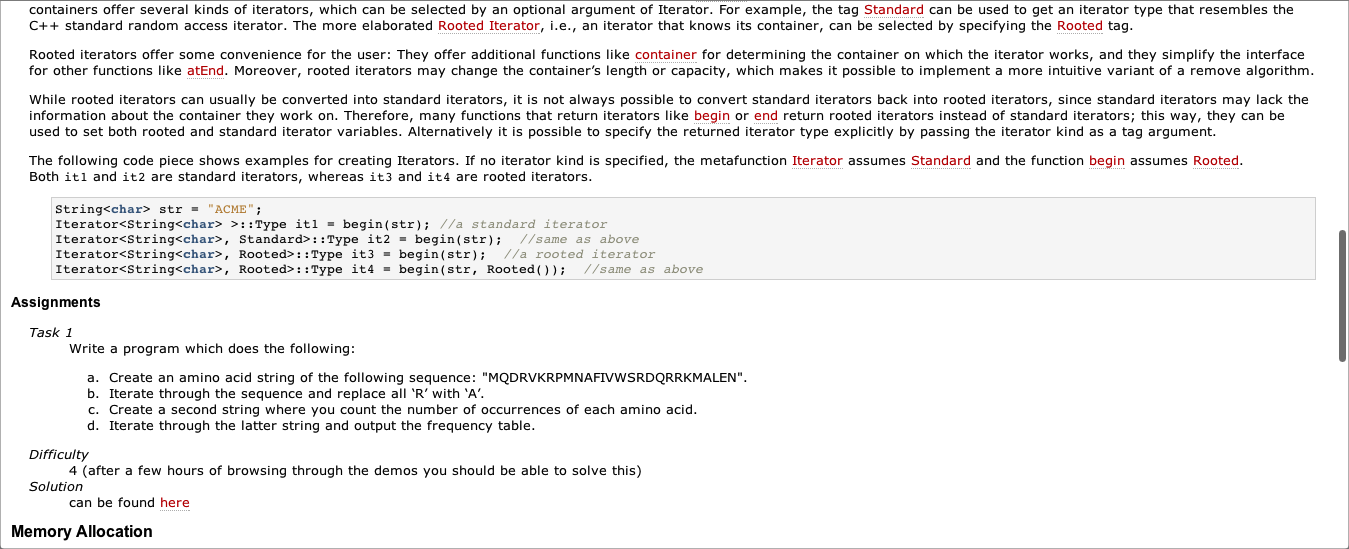 containers offer several kinds of iterators, which can be selected by an optional argument of Iterator. For example, the tag Standard can be used to get an iterator type that resembles the
C++ standard random access iterator. The more elaborated Rooted Iterator, i.e., an iterator that knows its container, can be selected by specifying the Rooted tag.
Rooted iterators offer some convenience for the user: They offer additional functions like container for determining the container on which the iterator works, and they simplify the interface
for other functions like atEnd. Moreover, rooted iterators may change the container’s length or capacity, which makes it possible to implement a more intuitive variant of a remove algorithm.
While rooted iterators can usually be converted into standard iterators, it is not always possible to convert standard iterators back into rooted iterators, since standard iterators may lack the
information about the container they work on. Therefore, many functions that return iterators like begin or end return rooted iterators instead of standard iterators; this way, they can be
used to set both rooted and standard iterator variables. Alternatively it is possible to specify the returned iterator type explicitly by passing the iterator kind as a tag argument.
The following code piece shows examples for creating Iterators. If no iterator kind is specified, the metafunction Iterator assumes Standard and the function begin assumes Rooted.
Both it1 and it2 are standard iterators, whereas it3 and it4 are rooted iterators.
String<char> str = "ACME";
Iterator<String<char> >::Type it1 = begin(str); //a standard iterator
Iterator<String<char>, Standard>::Type it2 = begin(str);  //same as above
Iterator<String<char>, Rooted>::Type it3 = begin(str);  //a rooted iterator
Iterator<String<char>, Rooted>::Type it4 = begin(str, Rooted());  //same as above
Assignments
Task 1
Write a program which does the following:
a. Create an amino acid string of the following sequence: "MQDRVKRPMNAFIVWSRDQRRKMALEN".
b. Iterate through the sequence and replace all ‘R’ with ‘A’.
c. Create a second string where you count the number of occurrences of each amino acid.
d. Iterate through the latter string and output the frequency table.
Difficulty
4 (after a few hours of browsing through the demos you should be able to solve this)
Solution
can be found here
Memory Allocation